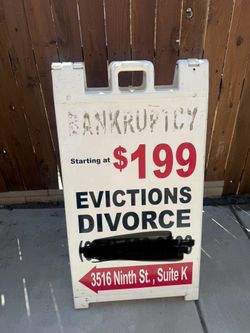 BANKRUPTCY
Starting at $199
EVICTIONS
DIVORCE
3516 Ninth St. , Suite K